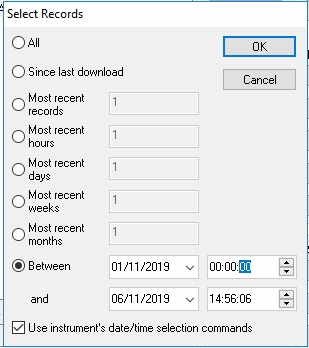 Select Records
All
OK
Since last download
Cancel
Most recent
records
1
Most recent
hours
1
Most recent
days
1
Most recent
weeks
1
Most recent
months
1
Between 01/11/2019 00:00:00
and 06/11/2019 14:56:06
Use instrument's date/time selection commands